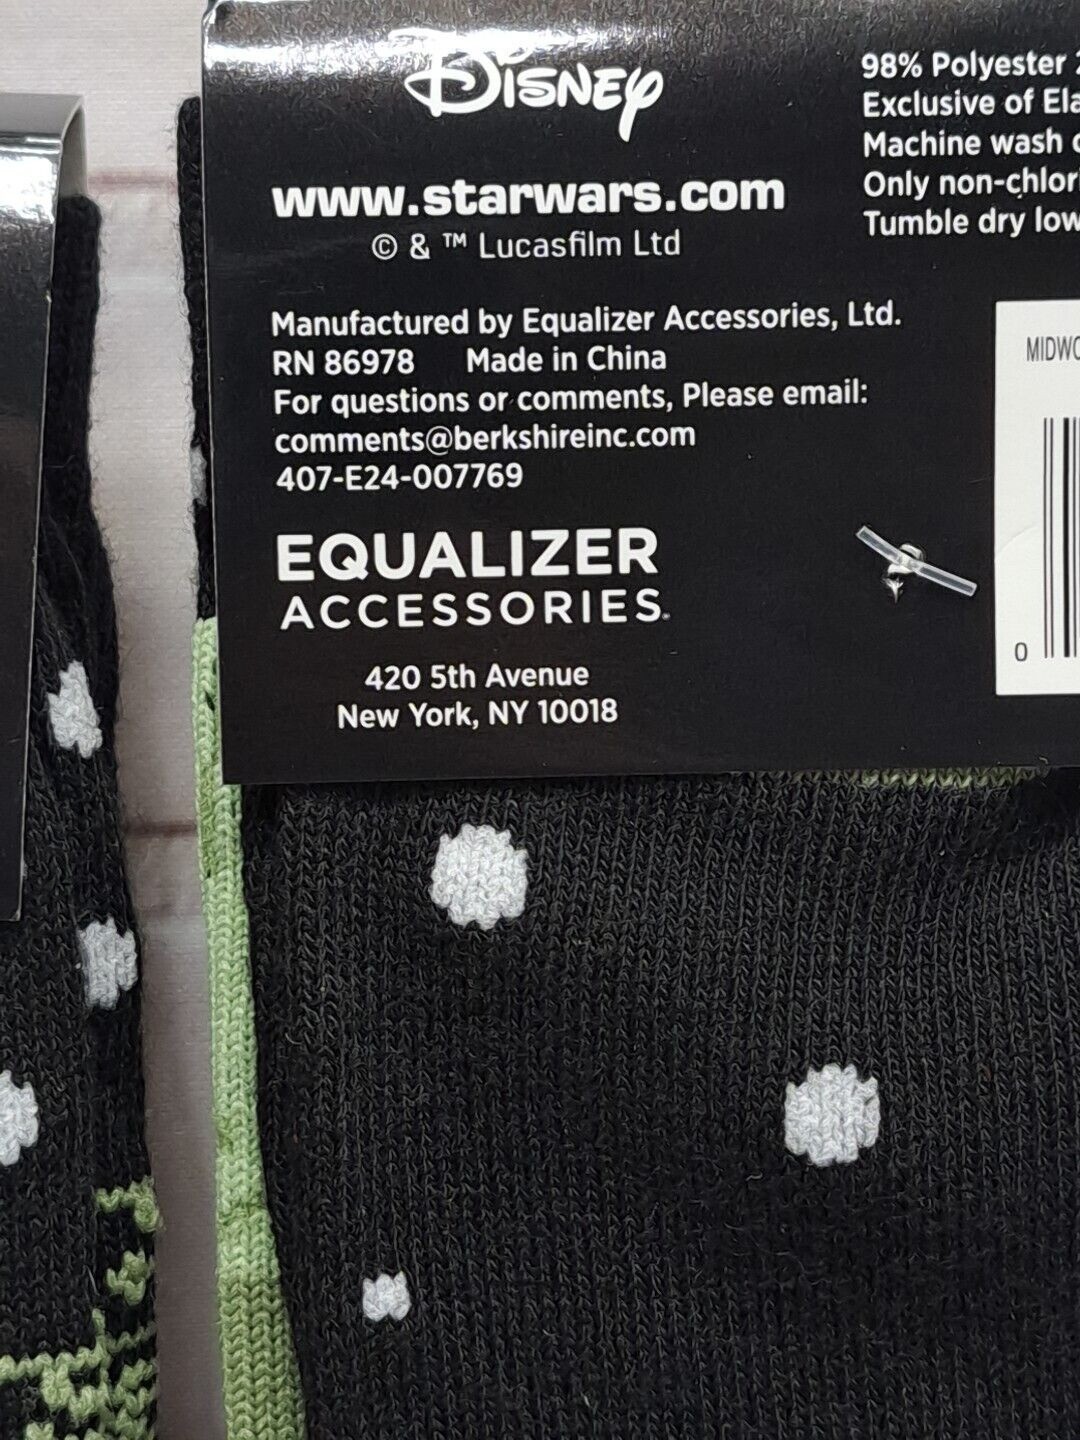 Disney
www.starwars.com
© & ™ Lucasfilm Ltd
Manufactured by Equalizer Accessories, Ltd.
RN 86978 Made in China
For questions or comments, Please email:
comments@berkshireinc.com
407-E24-007769
EQUALIZER
ACCESSORIES.
420 5th Avenue
New York, NY 10018
98% Polyester
Exclusive of
Machine wash
Only
Tumble dry low
0